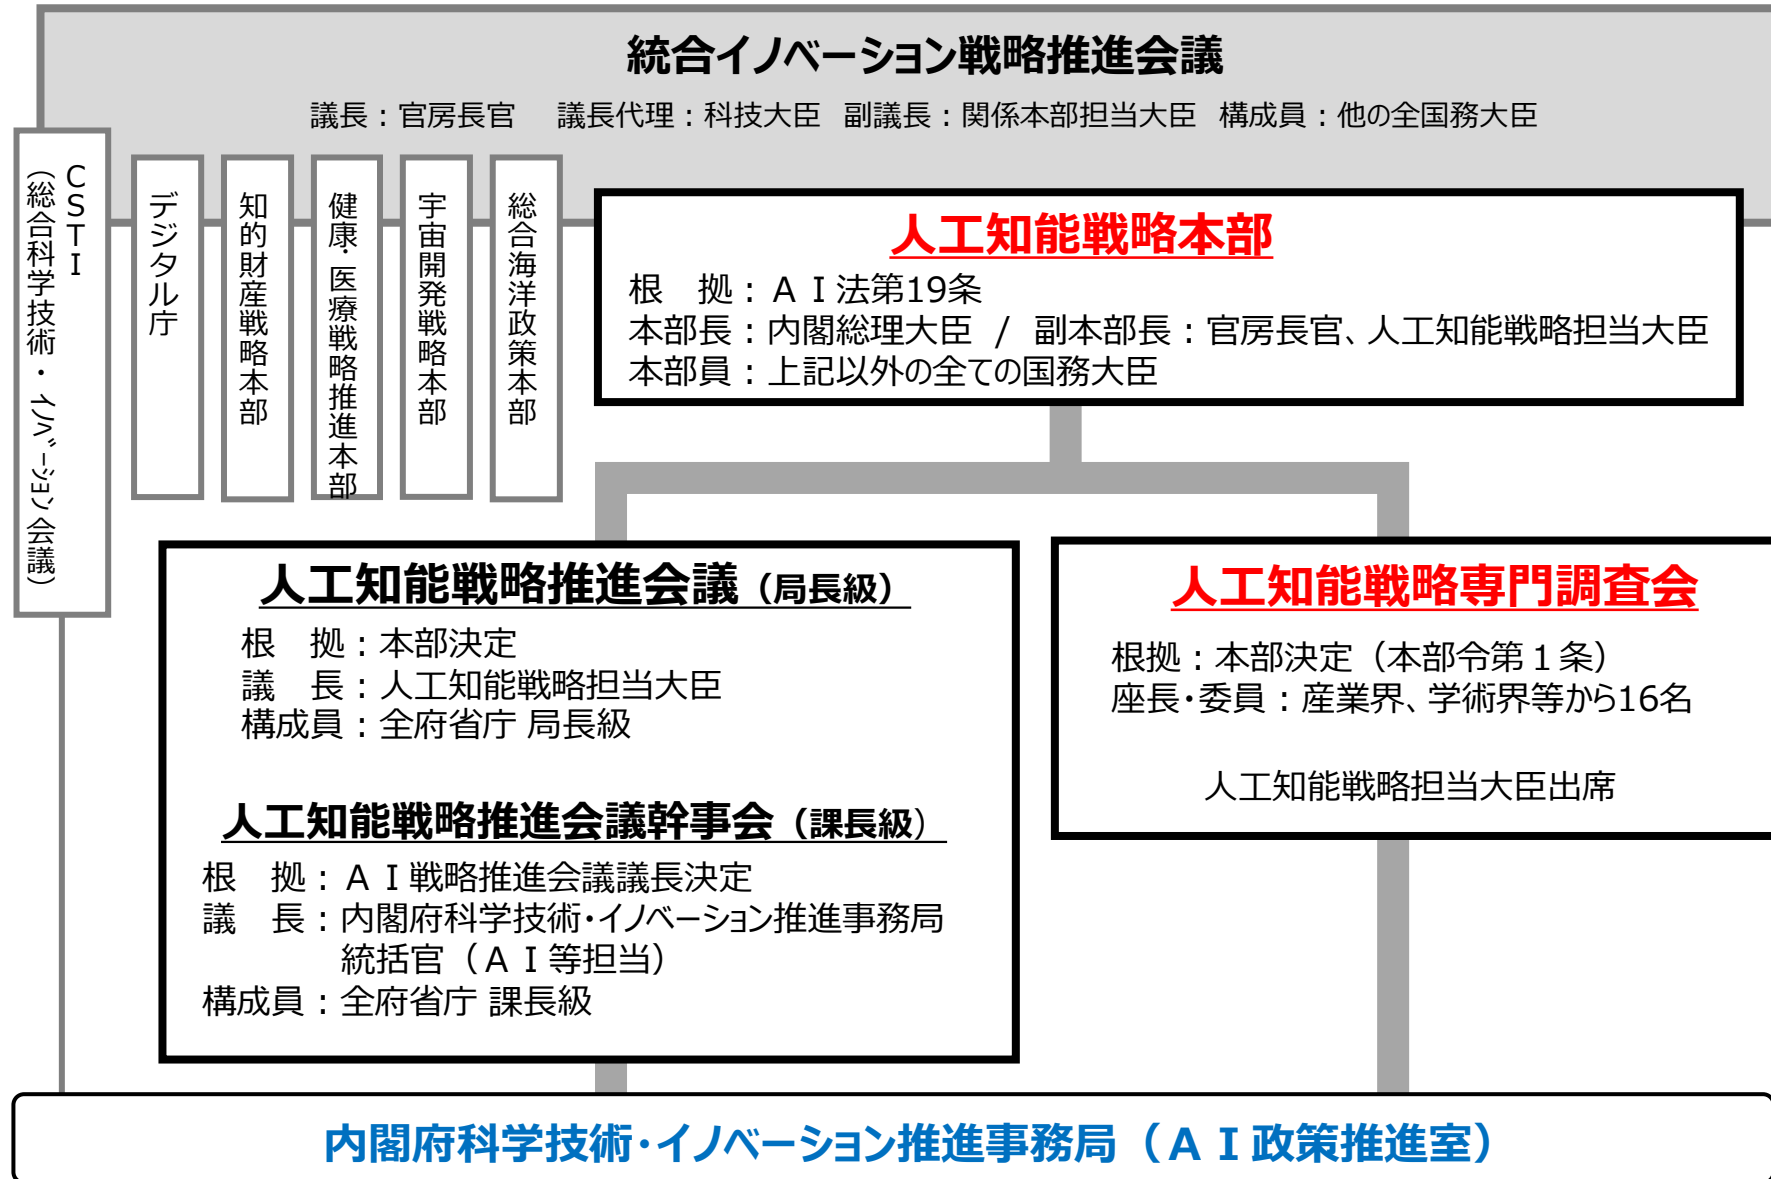 統合イノベーション戦略推進会議
議長：官房長官　議長代理：科技大臣　副議長：関係本部担当大臣　構成員：他の全国務大臣
CSTI
（総合科学技術・ｲﾉﾍﾞｰｼｮﾝ会議）
デジタル庁
知的財産戦略本部
健康・医療戦略推進本部
宇宙開発戦略本部
総合海洋政策本部
人工知能戦略本部
根　拠：ＡＩ法第19条
本部長：内閣総理大臣 / 副本部長：官房長官、人工知能戦略担当大臣
本部員：上記以外の全ての国務大臣
人工知能戦略推進会議（局長級）
根　拠：本部決定
議　長：人工知能戦略担当大臣
構成員：全府省庁 局長級
人工知能戦略推進会議幹事会（課長級）
根　拠：ＡＩ戦略推進会議議長決定
議　長：内閣府科学技術・イノベーション推進事務局
統括官（ＡＩ等担当）
構成員：全府省庁 課長級
人工知能戦略専門調査会
根拠：本部決定（本部令第１条）
座長・委員：産業界、学術界等から16名
人工知能戦略担当大臣出席
内閣府科学技術・イノベーション推進事務局（ＡＩ政策推進室）